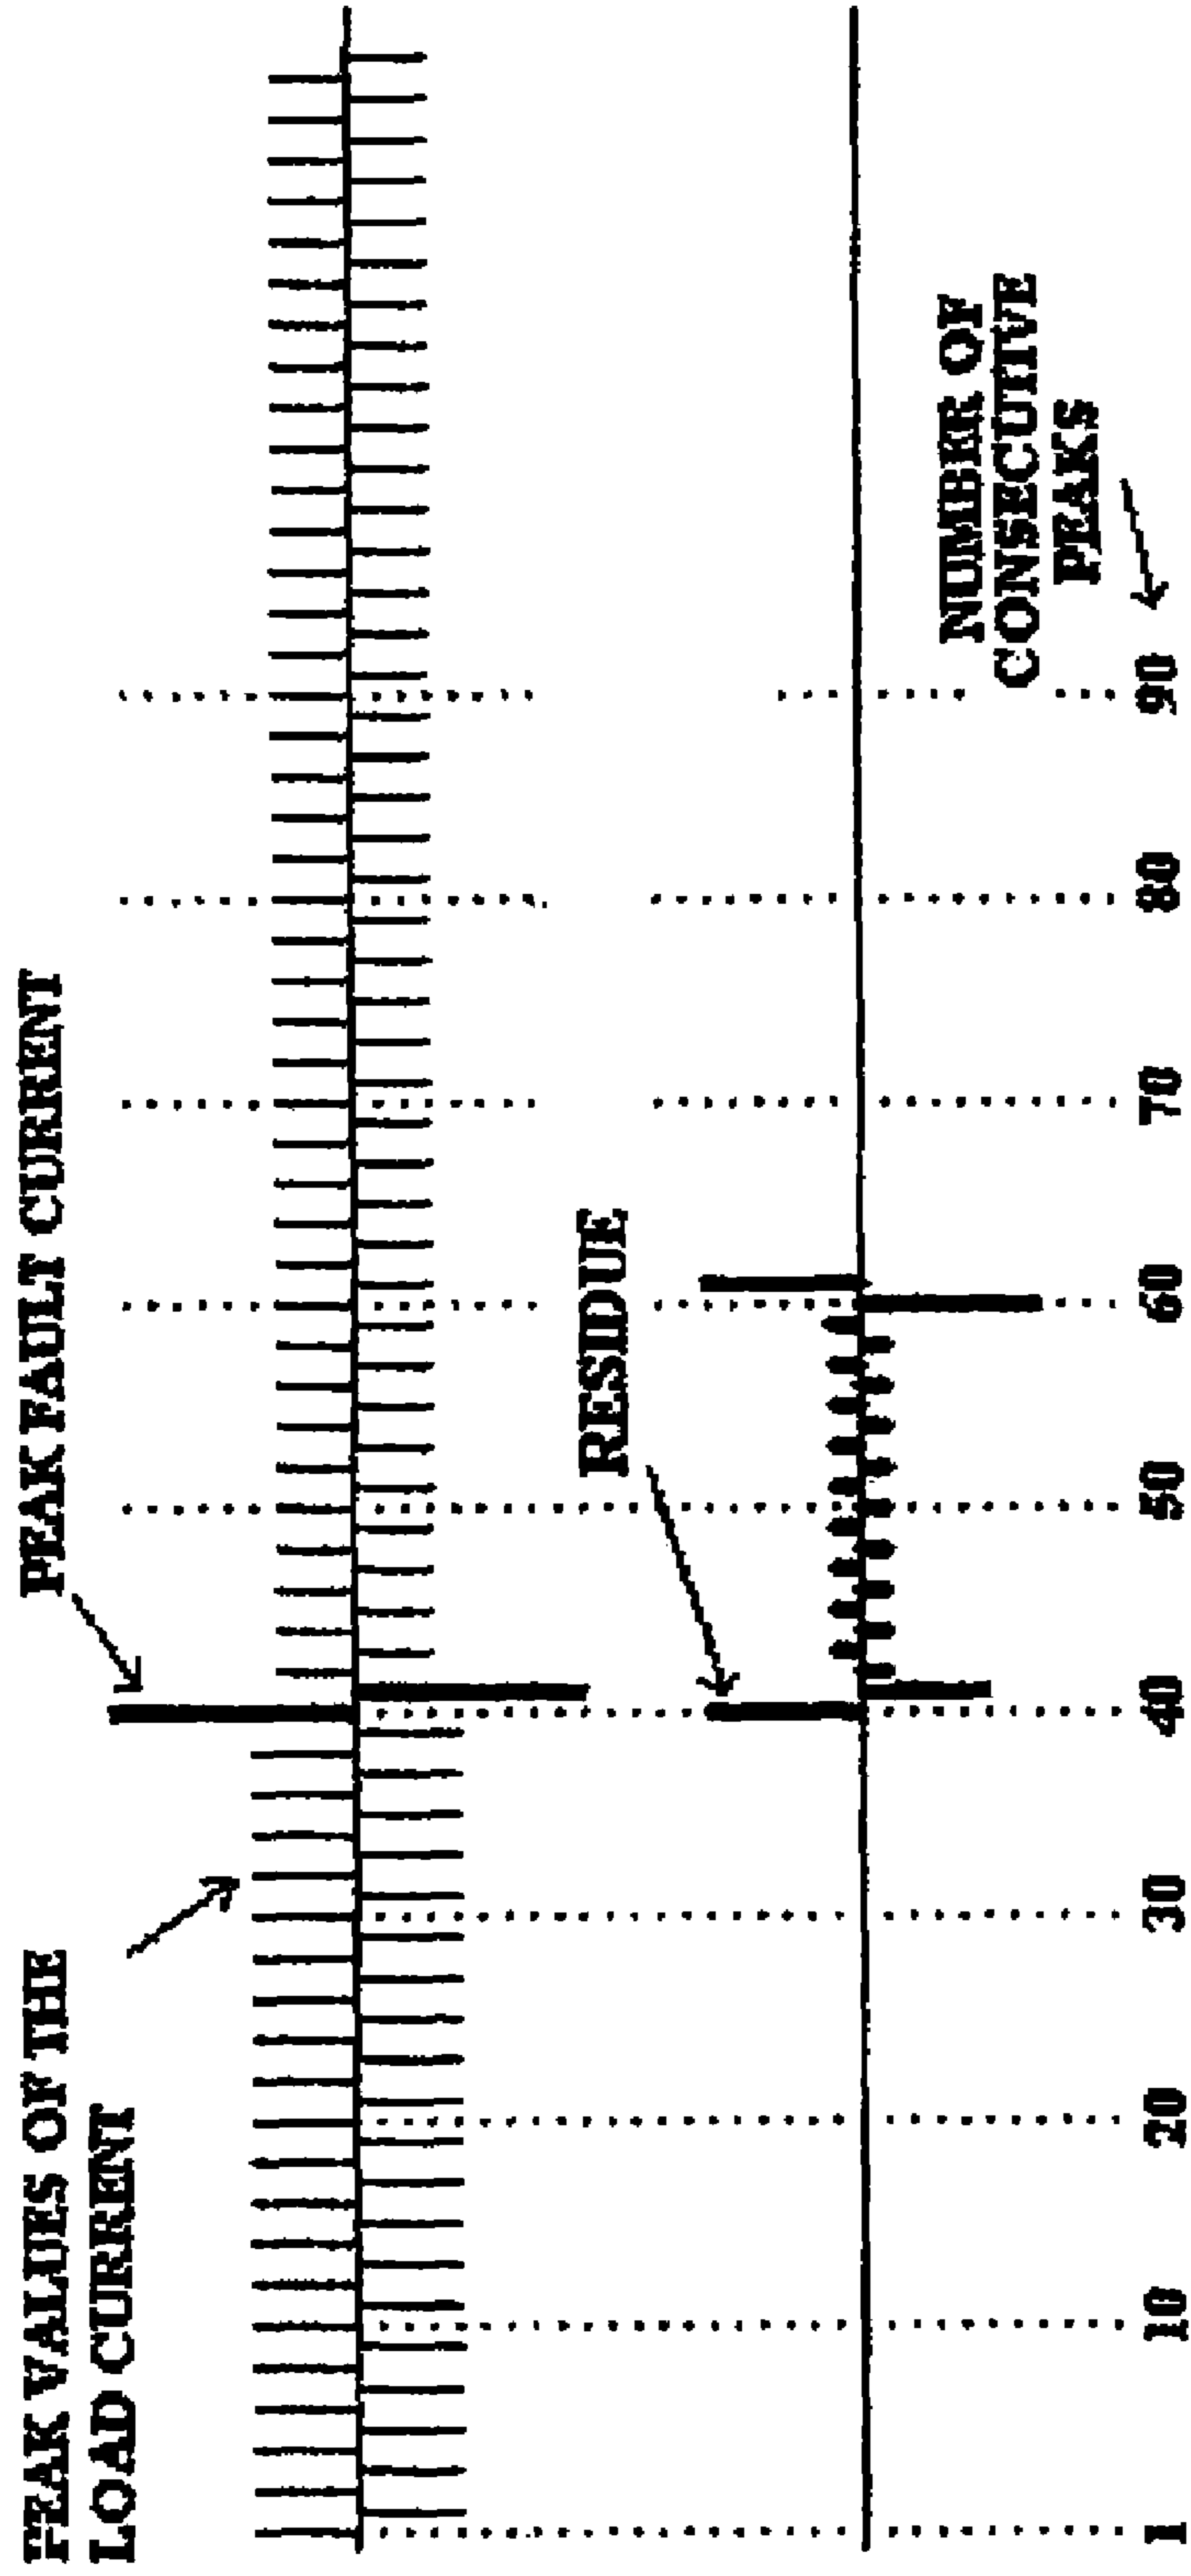 PEAK VALUES OF THE
LOAD CURRENT
PEAK FAULT CURRENT
RESIDUE
NUMBER OF
CONSECUTIVE
PEAKS
1 10 20 30 40 50 60 70 80 90